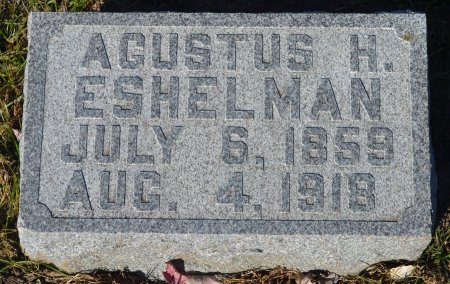 AGUSTUS H.
ESHELMAN
JULY 6, 1859
AUG. 4, 1918